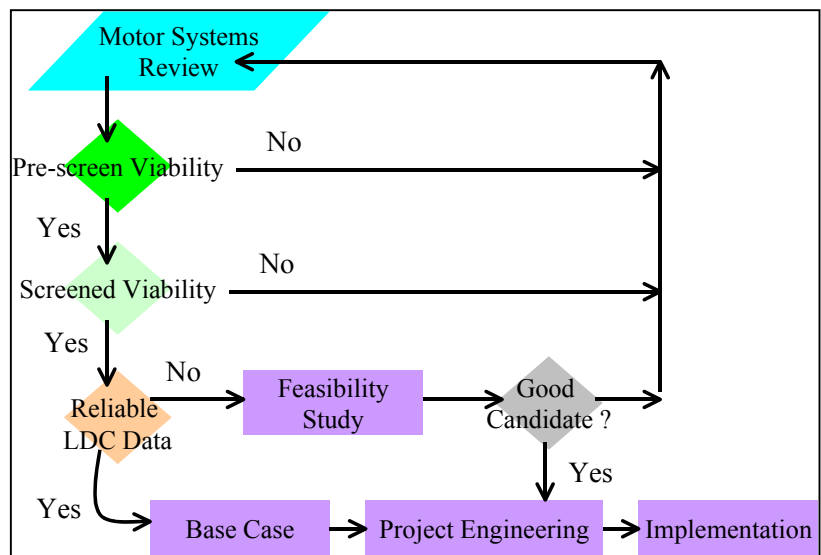 Motor Systems
Review
No
Pre-screen Viability
Yes
No
Screened Viability
Yes
No
Reliable
LDC Data
Feasibility
Study
Good
Candidate ?
Yes
Yes
Base Case
Project Engineering
Implementation